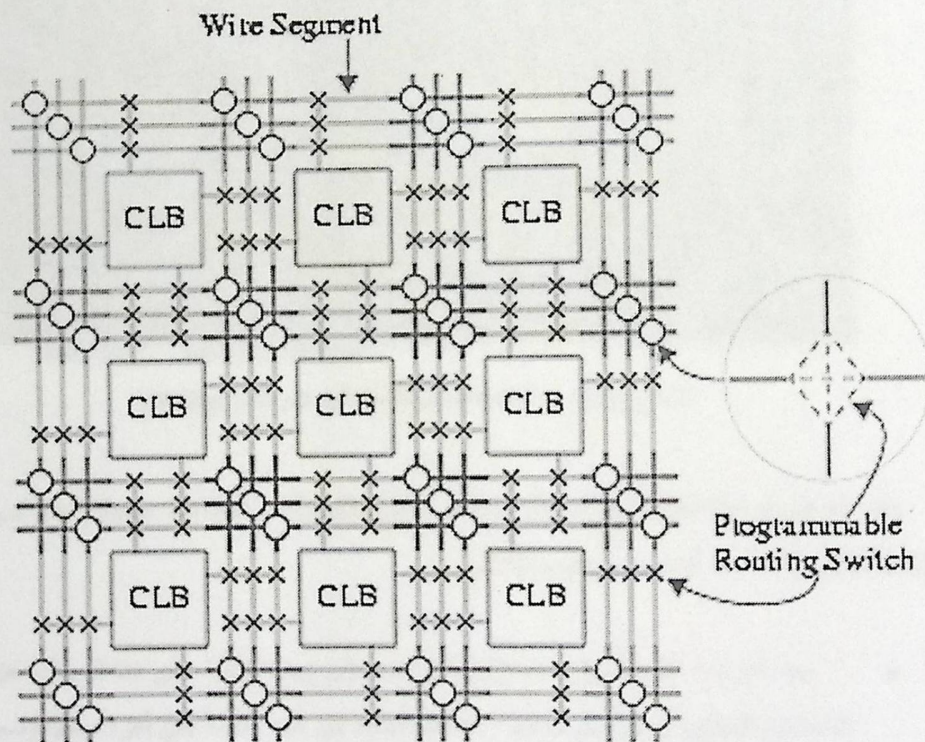 Wire Segment
CLB CLB CLB
CLB CLB CLB
CLB CLB CLB
Programmable
Routing Switch